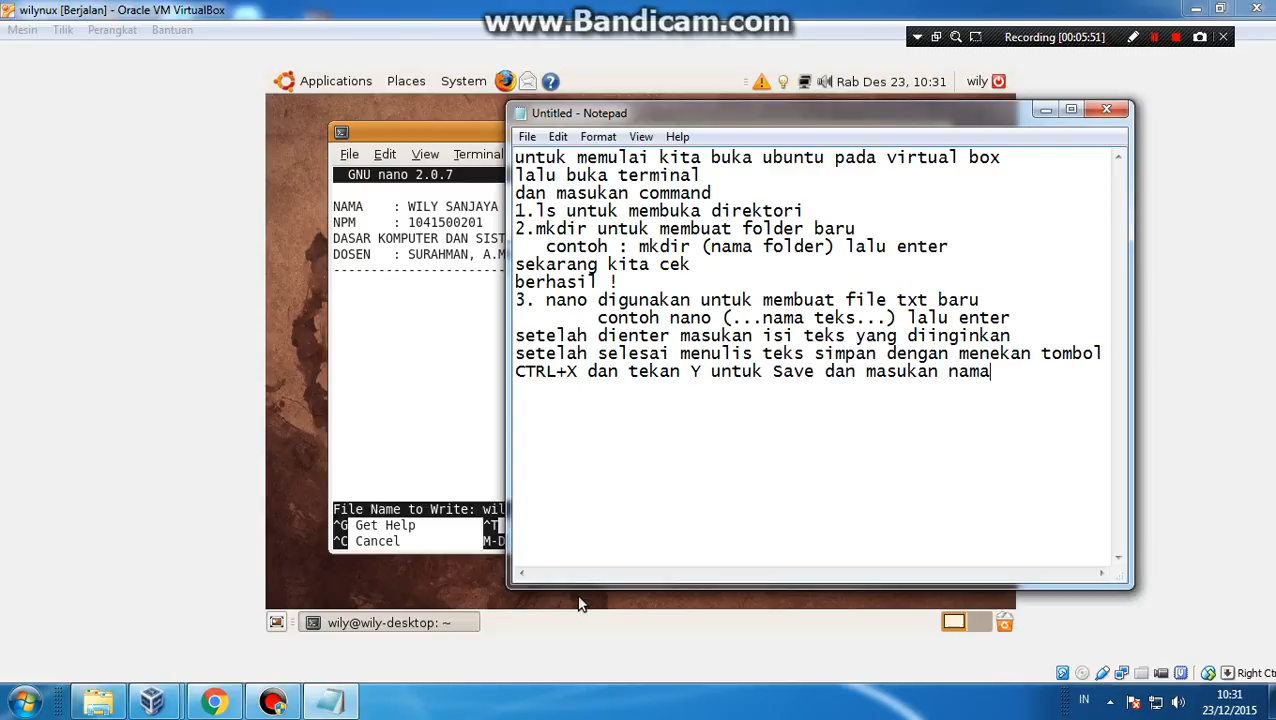 wilynux [Berjalan] - Oracle VM VirtualBox
www.Bandicam.com
Mesin Tilik Perangkat Bantuan
Recording [00:05:51]
Applications Places System
Rab Des 23, 10:31 wily
Untitled - Notepad
File Edit Format View Help
untuk memulai kita buka ubuntu pada virtual box
lalu buka terminal
dan masukan command
1.ls untuk membuka direktori
2.mkdir untuk membuat folder baru
contoh : mkdir (nama folder) lalu enter
sekarang kita cek
berhasil !
3. nano digunakan untuk membuat file txt baru
contoh nano (...nama teks...) lalu enter
setelah dienter masukan isi teks yang diinginkan
setelah selesai menulis teks simpan dengan menekan tombol
CTRL+X dan tekan Y untuk Save dan masukan nama
File Edit View Terminal
GNU nano 2.0.7
NAMA : WILY SANJAYA
NPM : 1041500201
DASAR KOMPUTER DAN SIST
DOSEN : SURAHMAN, A.M
-----------------------
File Name to Write: wil
^G Get Help ^T
^C Cancel M-D
wily@wily-desktop: ~
Right Ctr
IN
10:31
23/12/2015